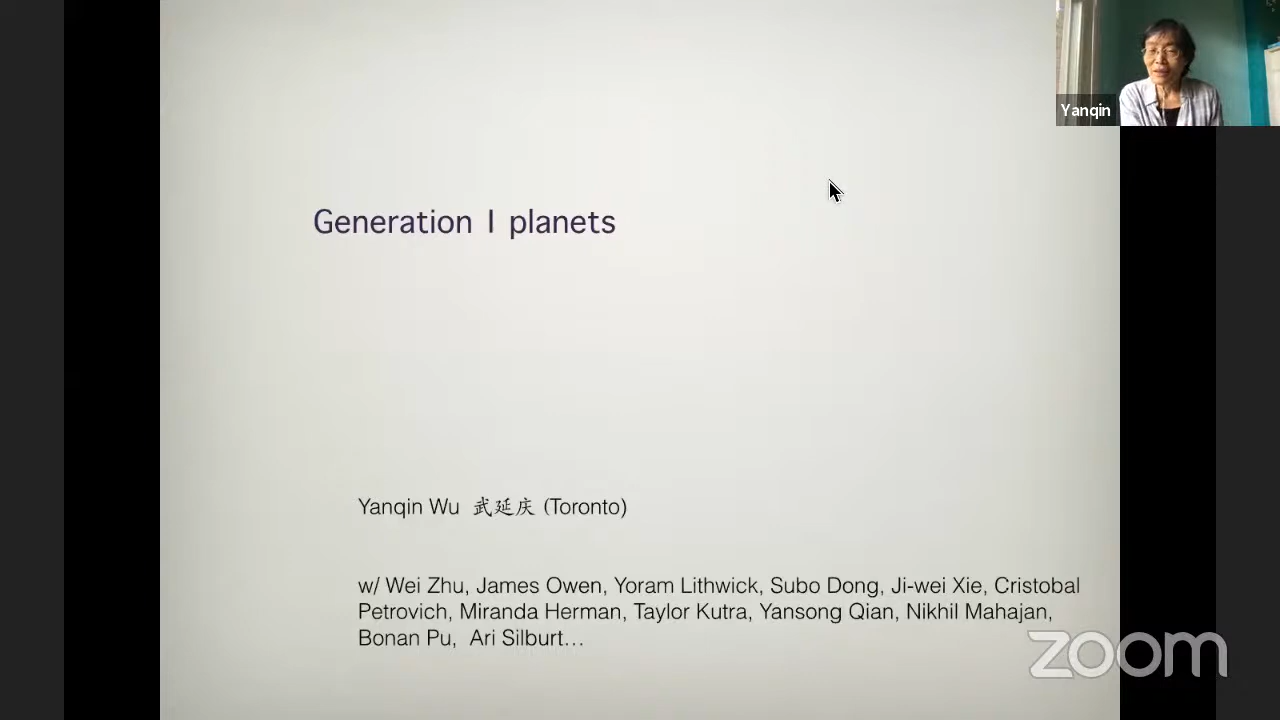 Yanqin
Generation I planets
Yanqin Wu 武延庆 (Toronto)
w/ Wei Zhu, James Owen, Yoram Lithwick, Subo Dong, Ji-wei Xie, Cristobal
Petrovich, Miranda Herman, Taylor Kutra, Yansong Qian, Nikhil Mahajan,
Bonan Pu, Ari Silburt…
zoom